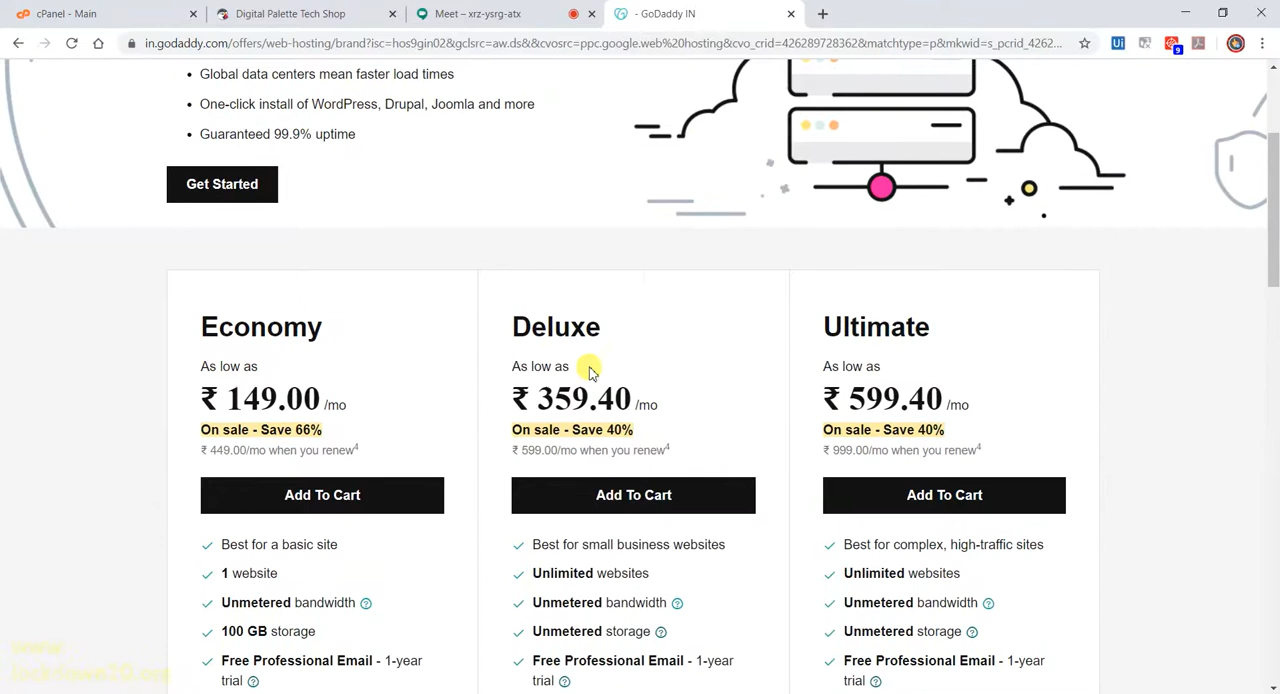 cPanel - Main
Digital Palette Tech Shop
Meet – xrz-ysrg-atx
- GoDaddy IN
in.godaddy.com/offers/web-hosting/brand?isc=hos9gin02&gclsrc=aw.ds&&cvosrc=ppc.google.web%20hosting&cvo_crid=426289728362&matchtype=p&mkwid=s_pcrid_4262...
Ui
9
Global data centers mean faster load times
One-click install of WordPress, Drupal, Joomla and more
Guaranteed 99.9% uptime
Get Started
Economy
As low as
₹ 149.00 /mo
On sale - Save 66%
₹ 449.00/mo when you renew4
Add To Cart
Best for a basic site
1 website
Unmetered bandwidth
100 GB storage
Free Professional Email - 1-year
trial
Deluxe
As low as
₹ 359.40 /mo
On sale - Save 40%
₹ 599.00/mo when you renew4
Add To Cart
Best for small business websites
Unlimited websites
Unmetered bandwidth
Unmetered storage
Free Professional Email - 1-year
trial
Ultimate
As low as
₹ 599.40 /mo
On sale - Save 40%
₹ 999.00/mo when you renew4
Add To Cart
Best for complex, high-traffic sites
Unlimited websites
Unmetered bandwidth
Unmetered storage
Free Professional Email - 1-year
trial